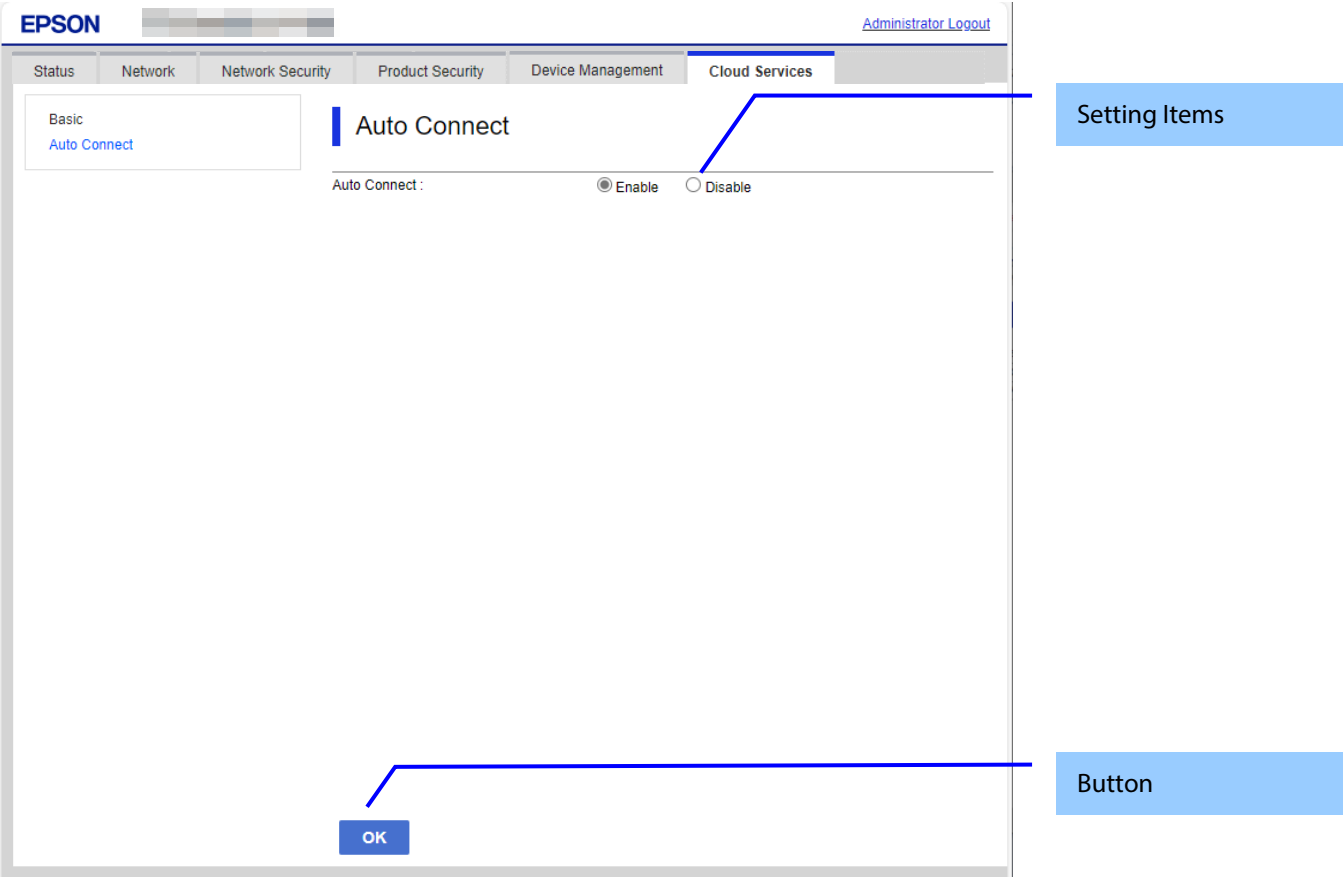 EPSON
Administrator Logout
Status Network Network Security Product Security Device Management Cloud Services
Basic
Auto Connect
Auto Connect
Auto Connect : Enable Disable
Setting Items
Button
OK